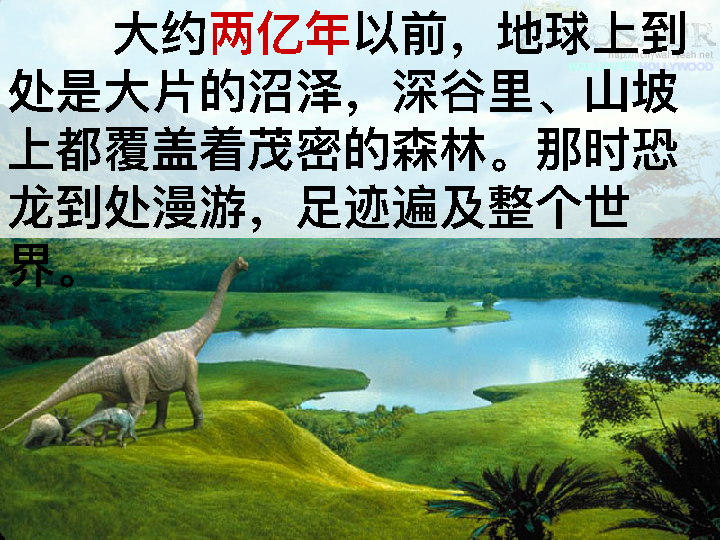 大约两亿年以前，地球上到
处是大片的沼泽，深谷里、山坡
上都覆盖着茂密的森林。那时恐
龙到处漫游，足迹遍及整个世
界。
HOLLYWOOD